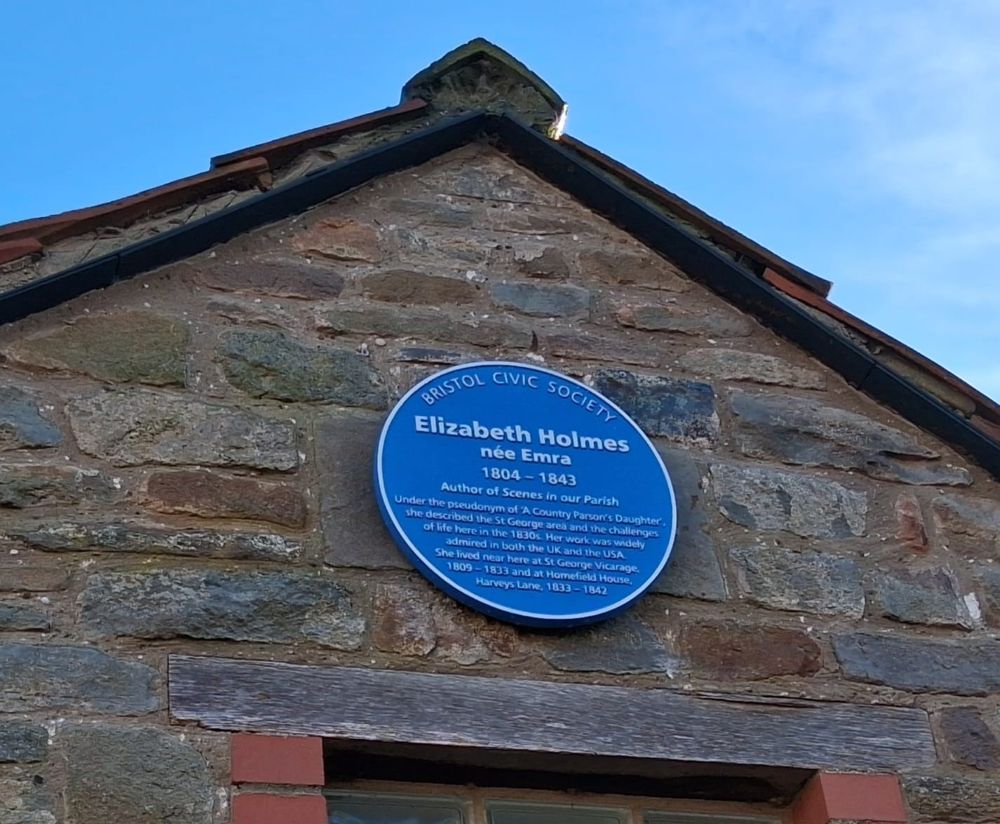 BRISTOL CIVIC SOCIETY
Elizabeth Holmes
née Emra
1804 – 1843
Author of Scenes in our Parish
Under the pseudonym of 'A Country Parson's Daughter',
she described the St George area and the challenges
of life here in the 1830s. Her work was widely
admired in both the UK and the USA.
She lived near here at St George Vicarage,
1809 – 1833 and at Homefield House,
Harveys Lane, 1833 – 1842